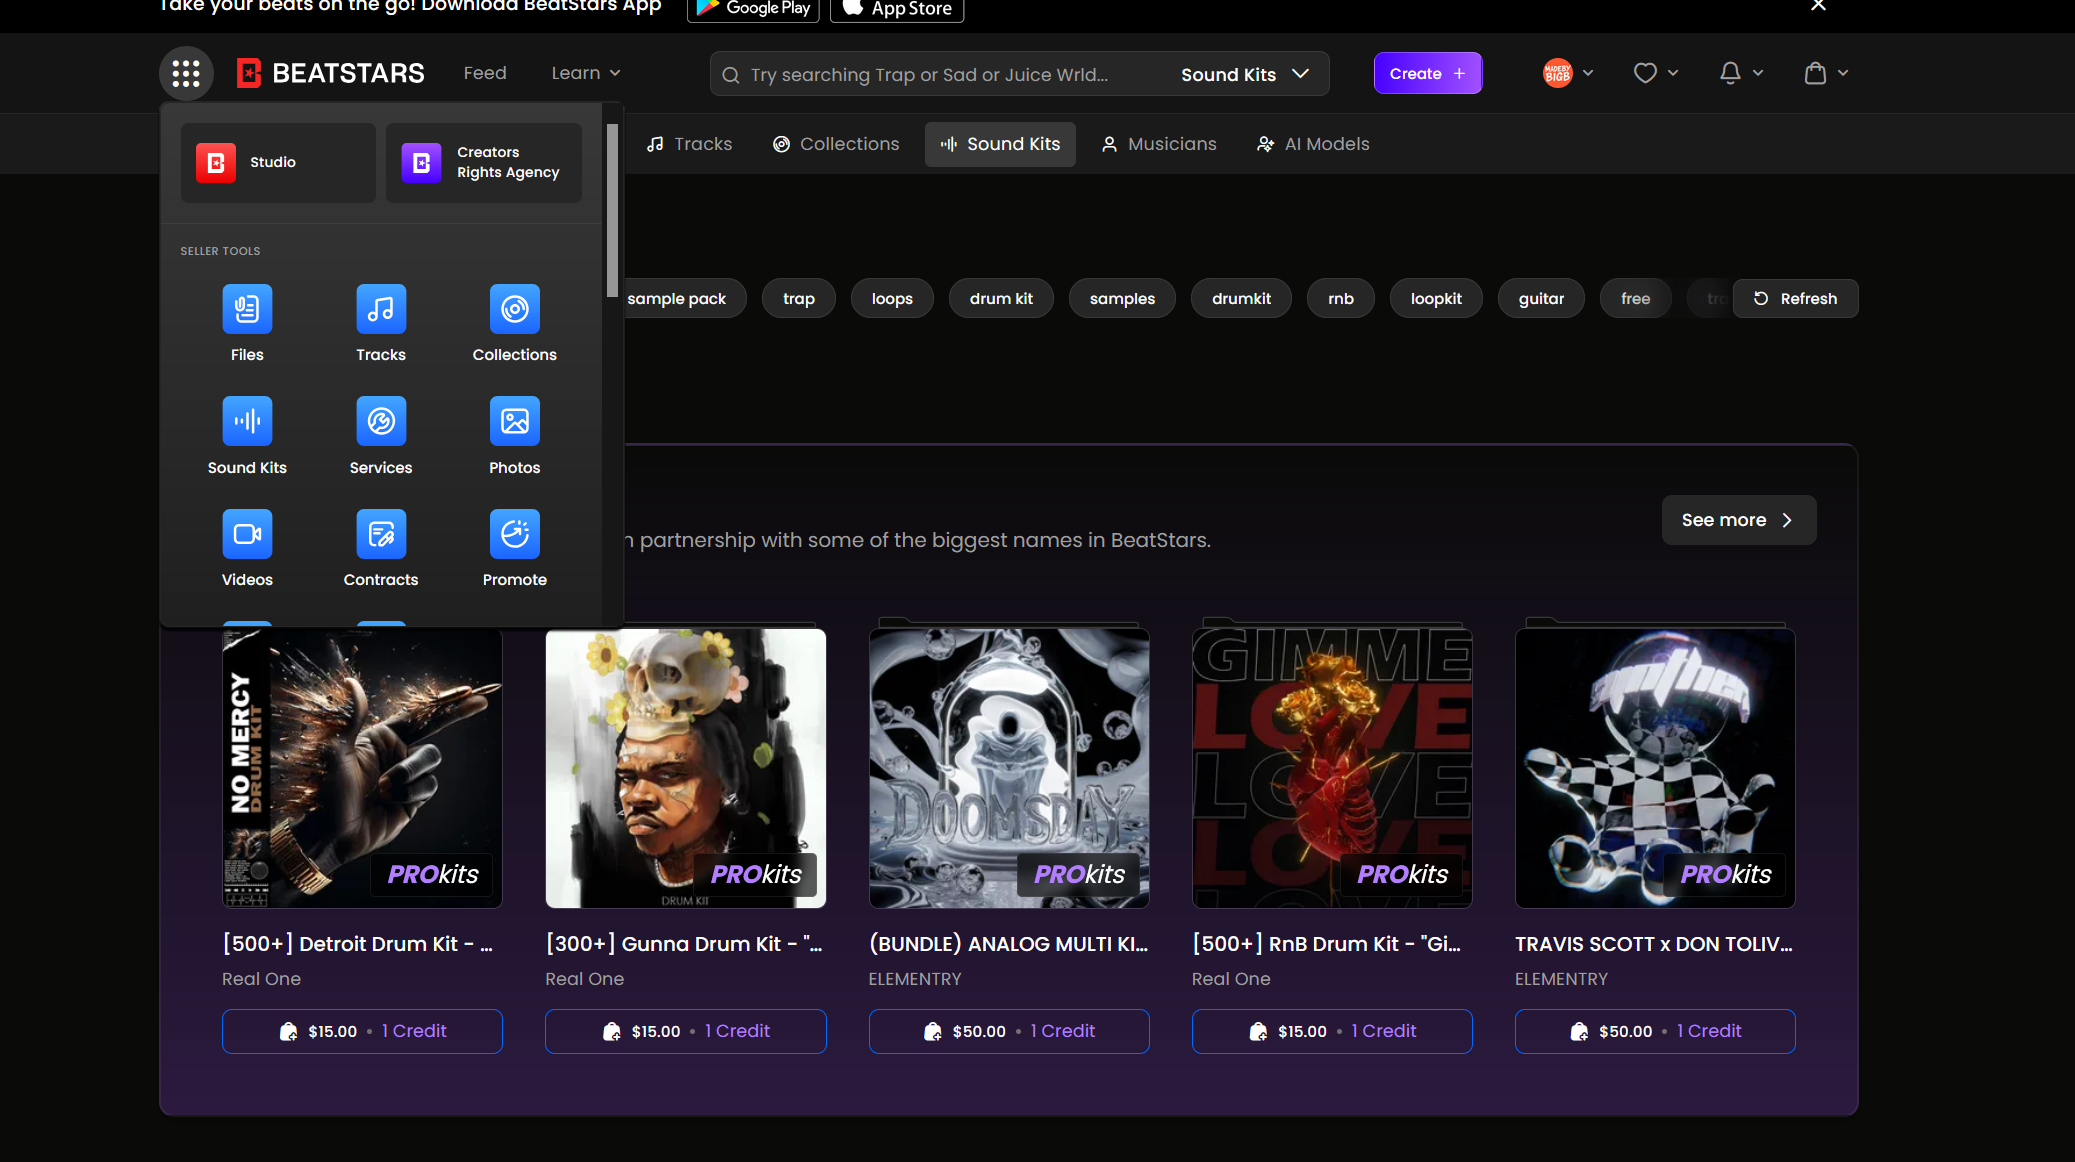 Take your beats on the go! Download BeatStars App
Google Play
App Store
BEATSTARS
Feed
Learn
Try searching Trap or Sad or Juice Wrld...
Sound Kits
Create +
MADE BY BIGB
Studio
Creators
Rights Agency
Tracks
Collections
Sound Kits
Musicians
AI Models
SELLER TOOLS
Files
Tracks
Collections
Sound Kits
Services
Photos
Videos
Contracts
Promote
sample pack
trap
loops
drum kit
samples
drumkit
rnb
loopkit
guitar
free
Refresh
See more
partnership with some of the biggest names in BeatStars.
NO MERCY
DRUM KIT
PROkits
DRUM KIT
PROkits
DOOMSDAY
PROkits
GIMME
LOVE
LOVE
LOVE
LOVE
PROkits
PROkits
[500+] Detroit Drum Kit - ...
Real One
$15.00 • 1 Credit
[300+] Gunna Drum Kit - "...
Real One
$15.00 • 1 Credit
(BUNDLE) ANALOG MULTI KI...
ELEMENTRY
$50.00 • 1 Credit
[500+] RnB Drum Kit - "Gi...
Real One
$15.00 • 1 Credit
TRAVIS SCOTT x DON TOLIV...
ELEMENTRY
$50.00 • 1 Credit